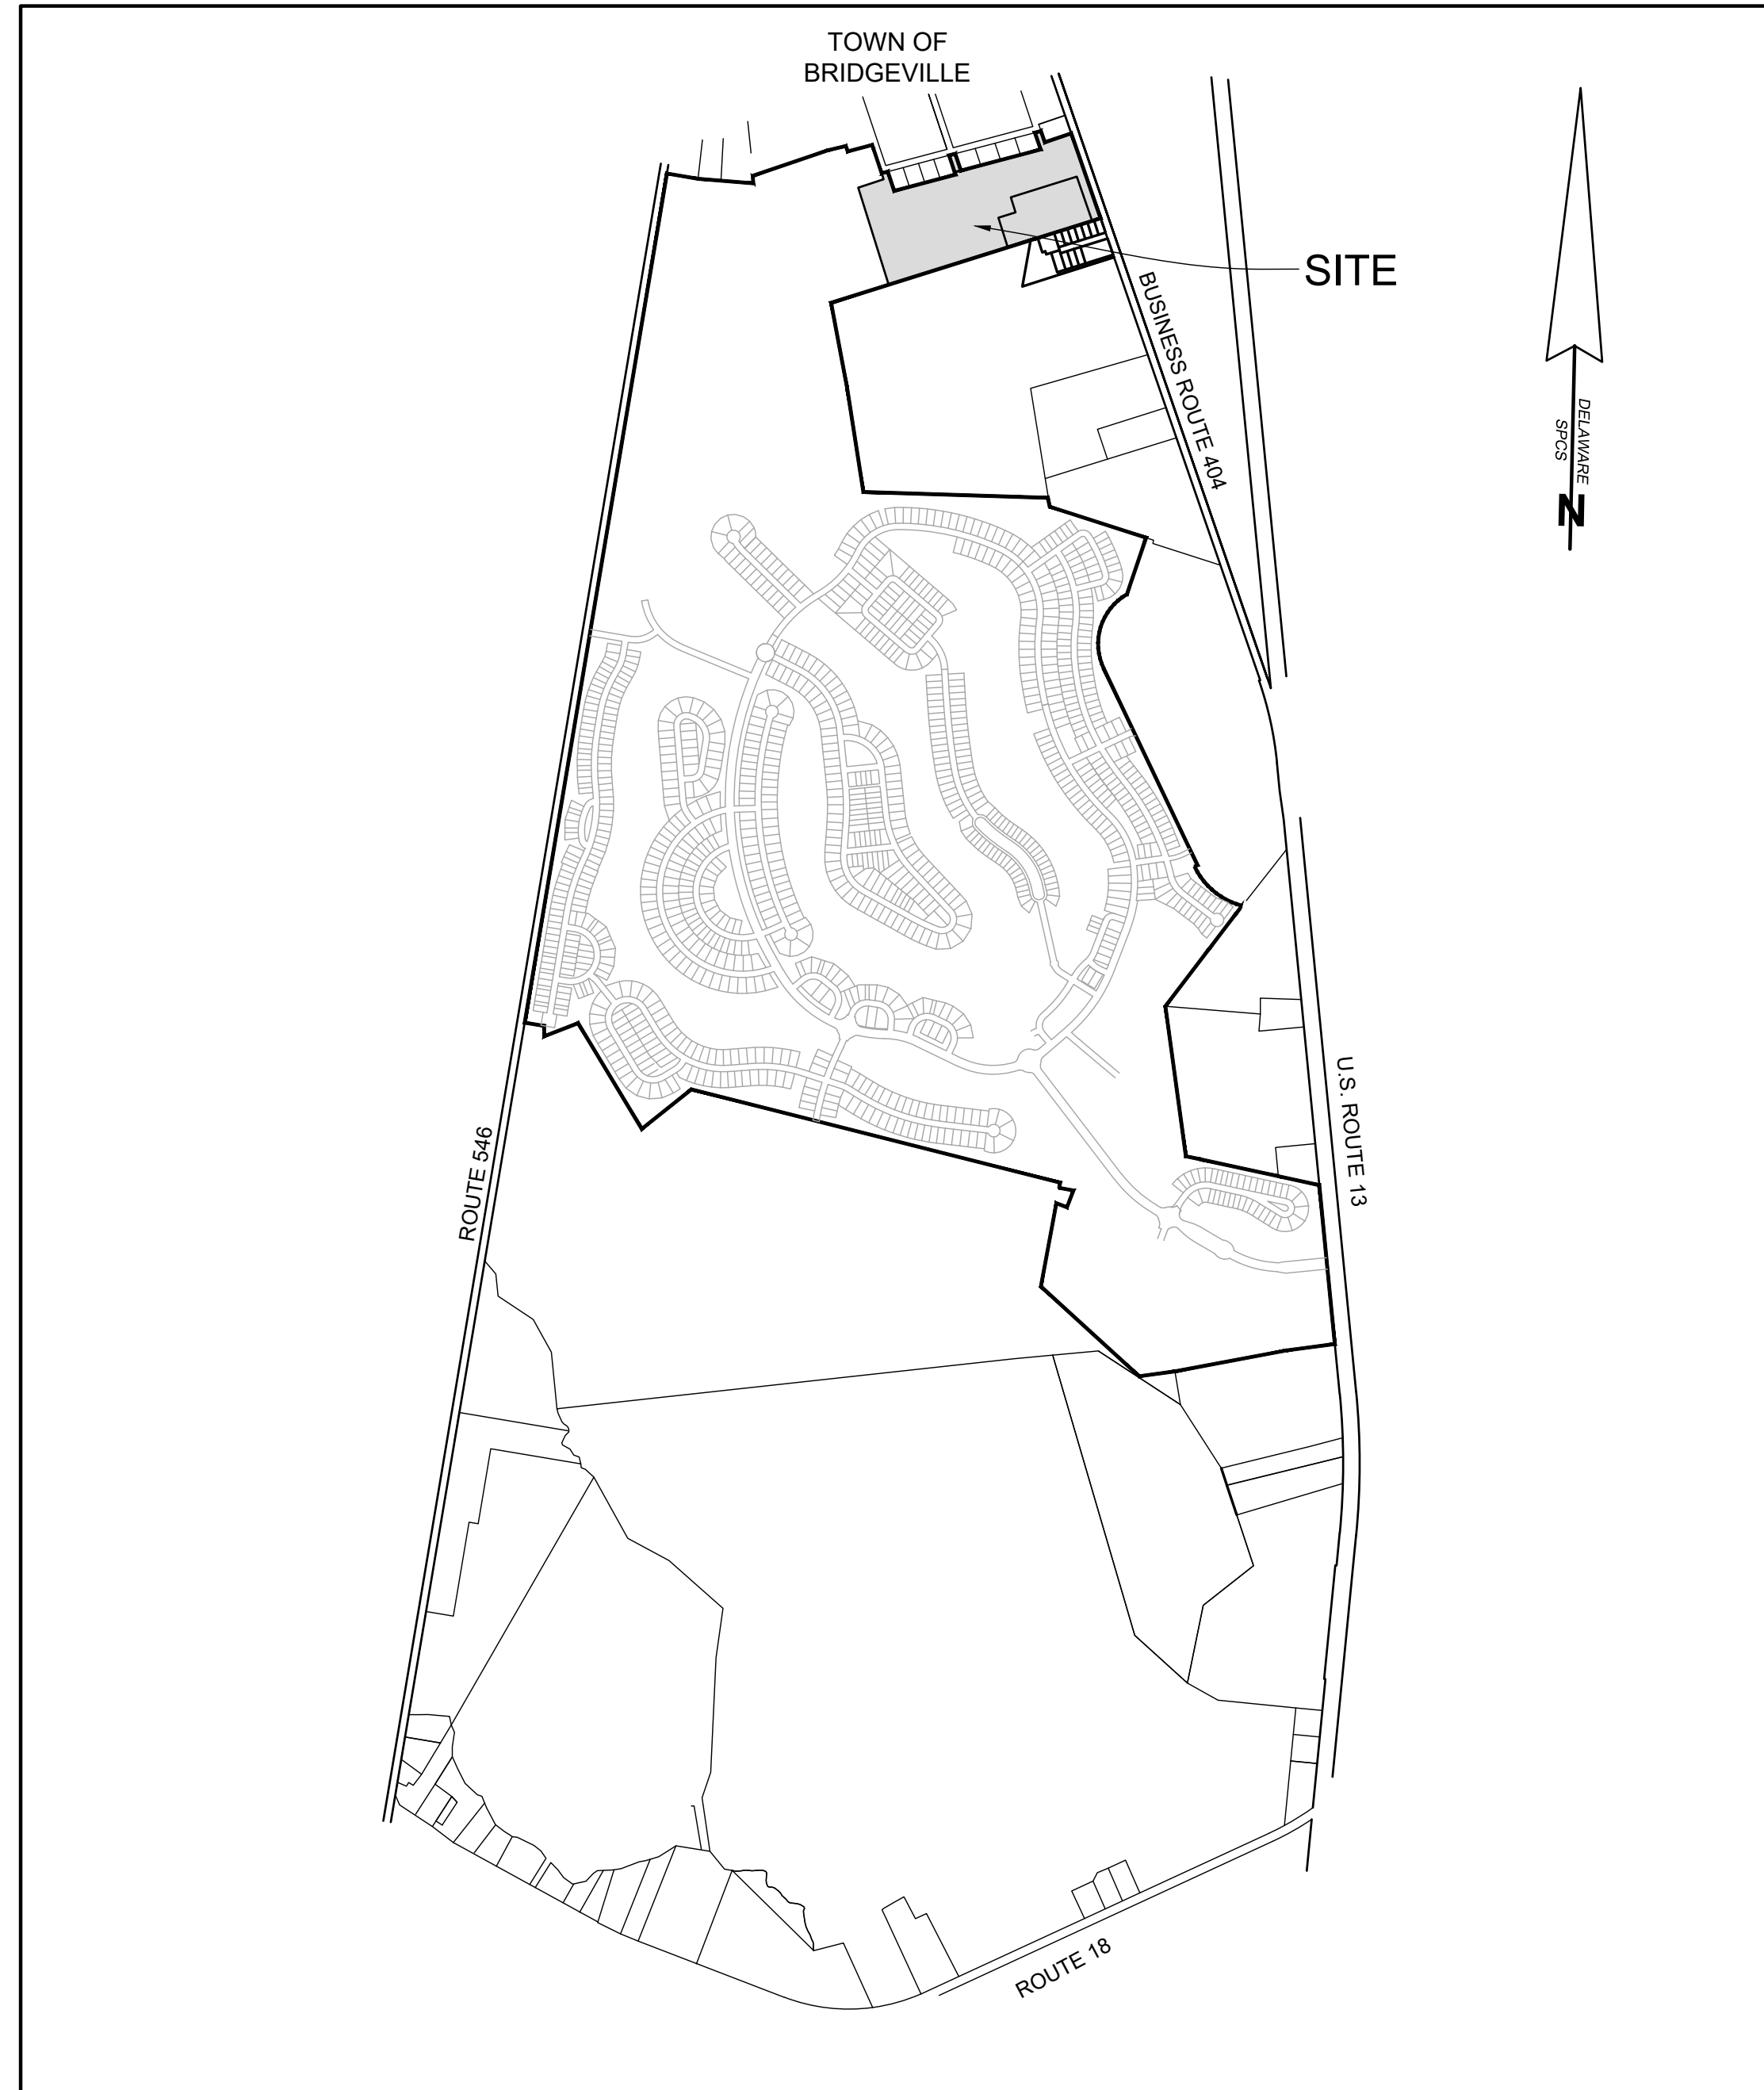 TOWN OF
BRIDGEVILLE
SITE
BUSINESS ROUTE 404
DELAWARE
SPCS
N
U.S. ROUTE 13
ROUTE 546
ROUTE 18